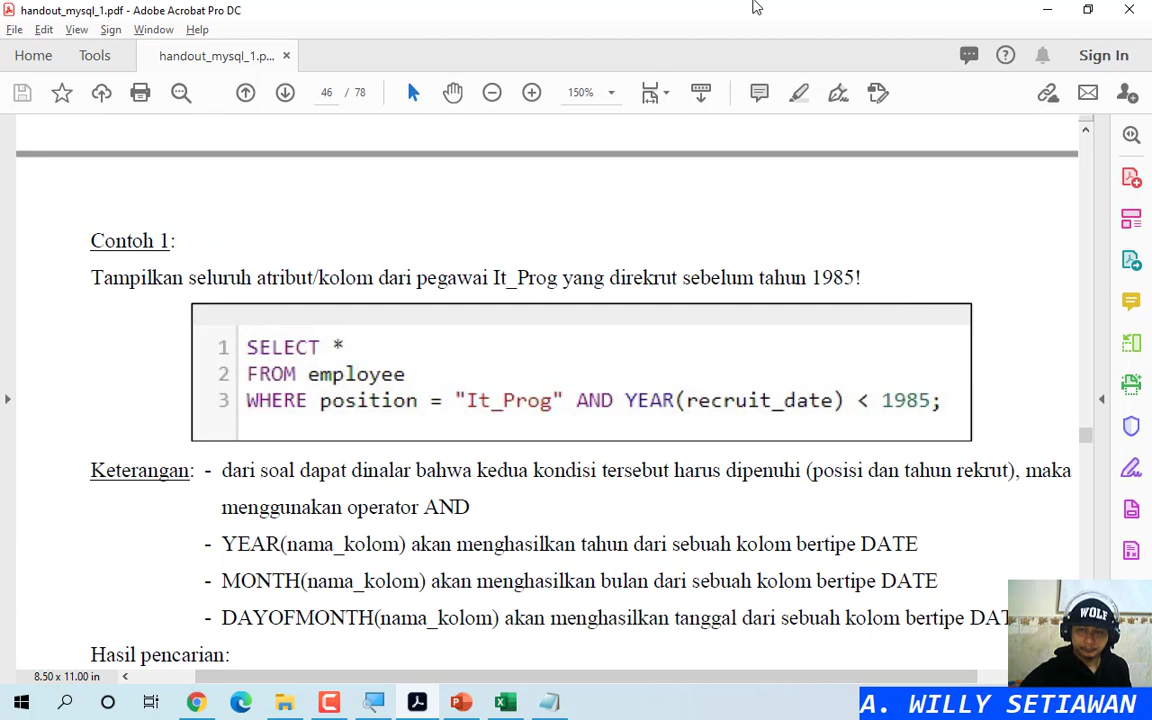 handout_mysql_1.pdf - Adobe Acrobat Pro DC
File Edit View Sign Window Help
Home Tools handout_mysql_1.p... × Sign In
46 / 78 150%
Contoh 1:
Tampilkan seluruh atribut/kolom dari pegawai It_Prog yang direkrut sebelum tahun 1985!
1 SELECT *
2 FROM employee
3 WHERE position = "It_Prog" AND YEAR(recruit_date) < 1985;
Keterangan: - dari soal dapat dinalar bahwa kedua kondisi tersebut harus dipenuhi (posisi dan tahun rekrut), maka
menggunakan operator AND
- YEAR(nama_kolom) akan menghasilkan tahun dari sebuah kolom bertipe DATE
- MONTH(nama_kolom) akan menghasilkan bulan dari sebuah kolom bertipe DATE
- DAYOFMONTH(nama_kolom) akan menghasilkan tanggal dari sebuah kolom bertipe DAT
WOLF
Hasil pencarian:
8.50 x 11.00 in
A. WILLY SETIAWAN